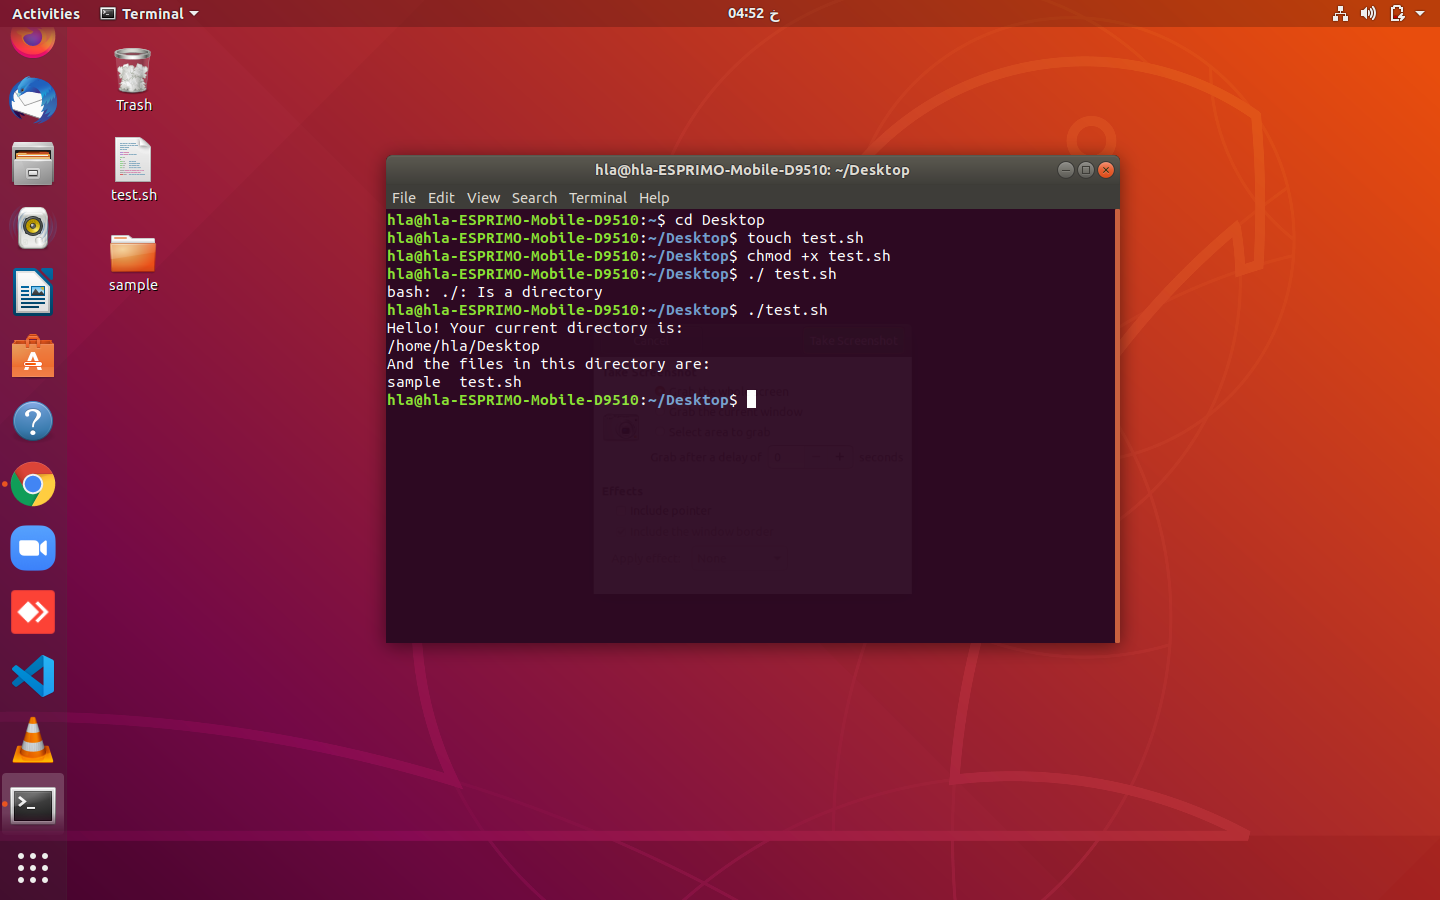 Activities Terminal خ 04:52
Trash
test.sh
sample
hla@hla-ESPRIMO-Mobile-D9510: ~/Desktop
File Edit View Search Terminal Help
hla@hla-ESPRIMO-Mobile-D9510:~$ cd Desktop
hla@hla-ESPRIMO-Mobile-D9510:~/Desktop$ touch test.sh
hla@hla-ESPRIMO-Mobile-D9510:~/Desktop$ chmod +x test.sh
hla@hla-ESPRIMO-Mobile-D9510:~/Desktop$ ./ test.sh
bash: ./: Is a directory
hla@hla-ESPRIMO-Mobile-D9510:~/Desktop$ ./test.sh
Hello! Your current directory is:
/home/hla/Desktop
And the files in this directory are:
sample  test.sh
hla@hla-ESPRIMO-Mobile-D9510:~/Desktop$
Effects